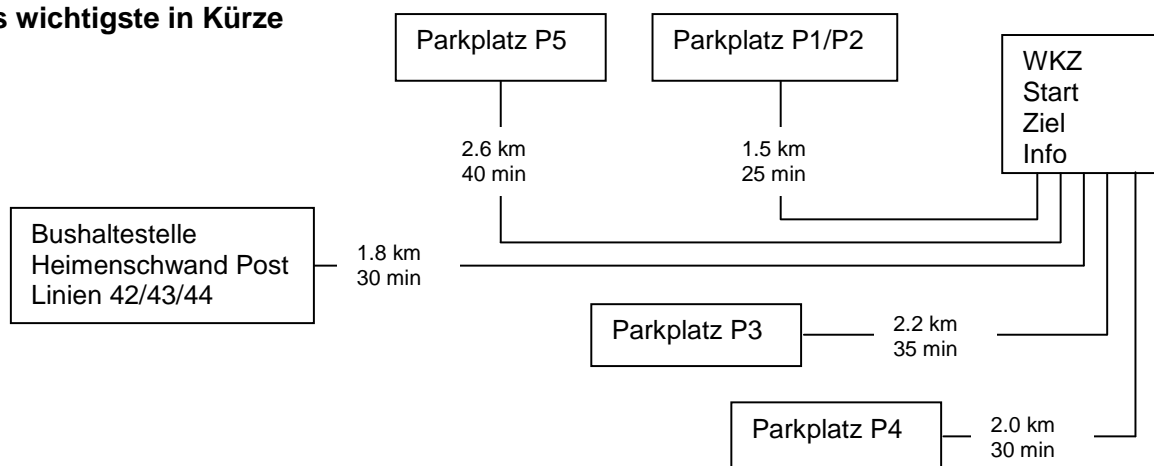 s wichtigste in Kürze
Parkplatz P5
Parkplatz P1/P2
WKZ
Start
Ziel
Info
2.6 km
40 min
1.5 km
25 min
Bushaltestelle
Heimenschwand Post
Linien 42/43/44
1.8 km
30 min
Parkplatz P3
2.2 km
35 min
Parkplatz P4
2.0 km
30 min